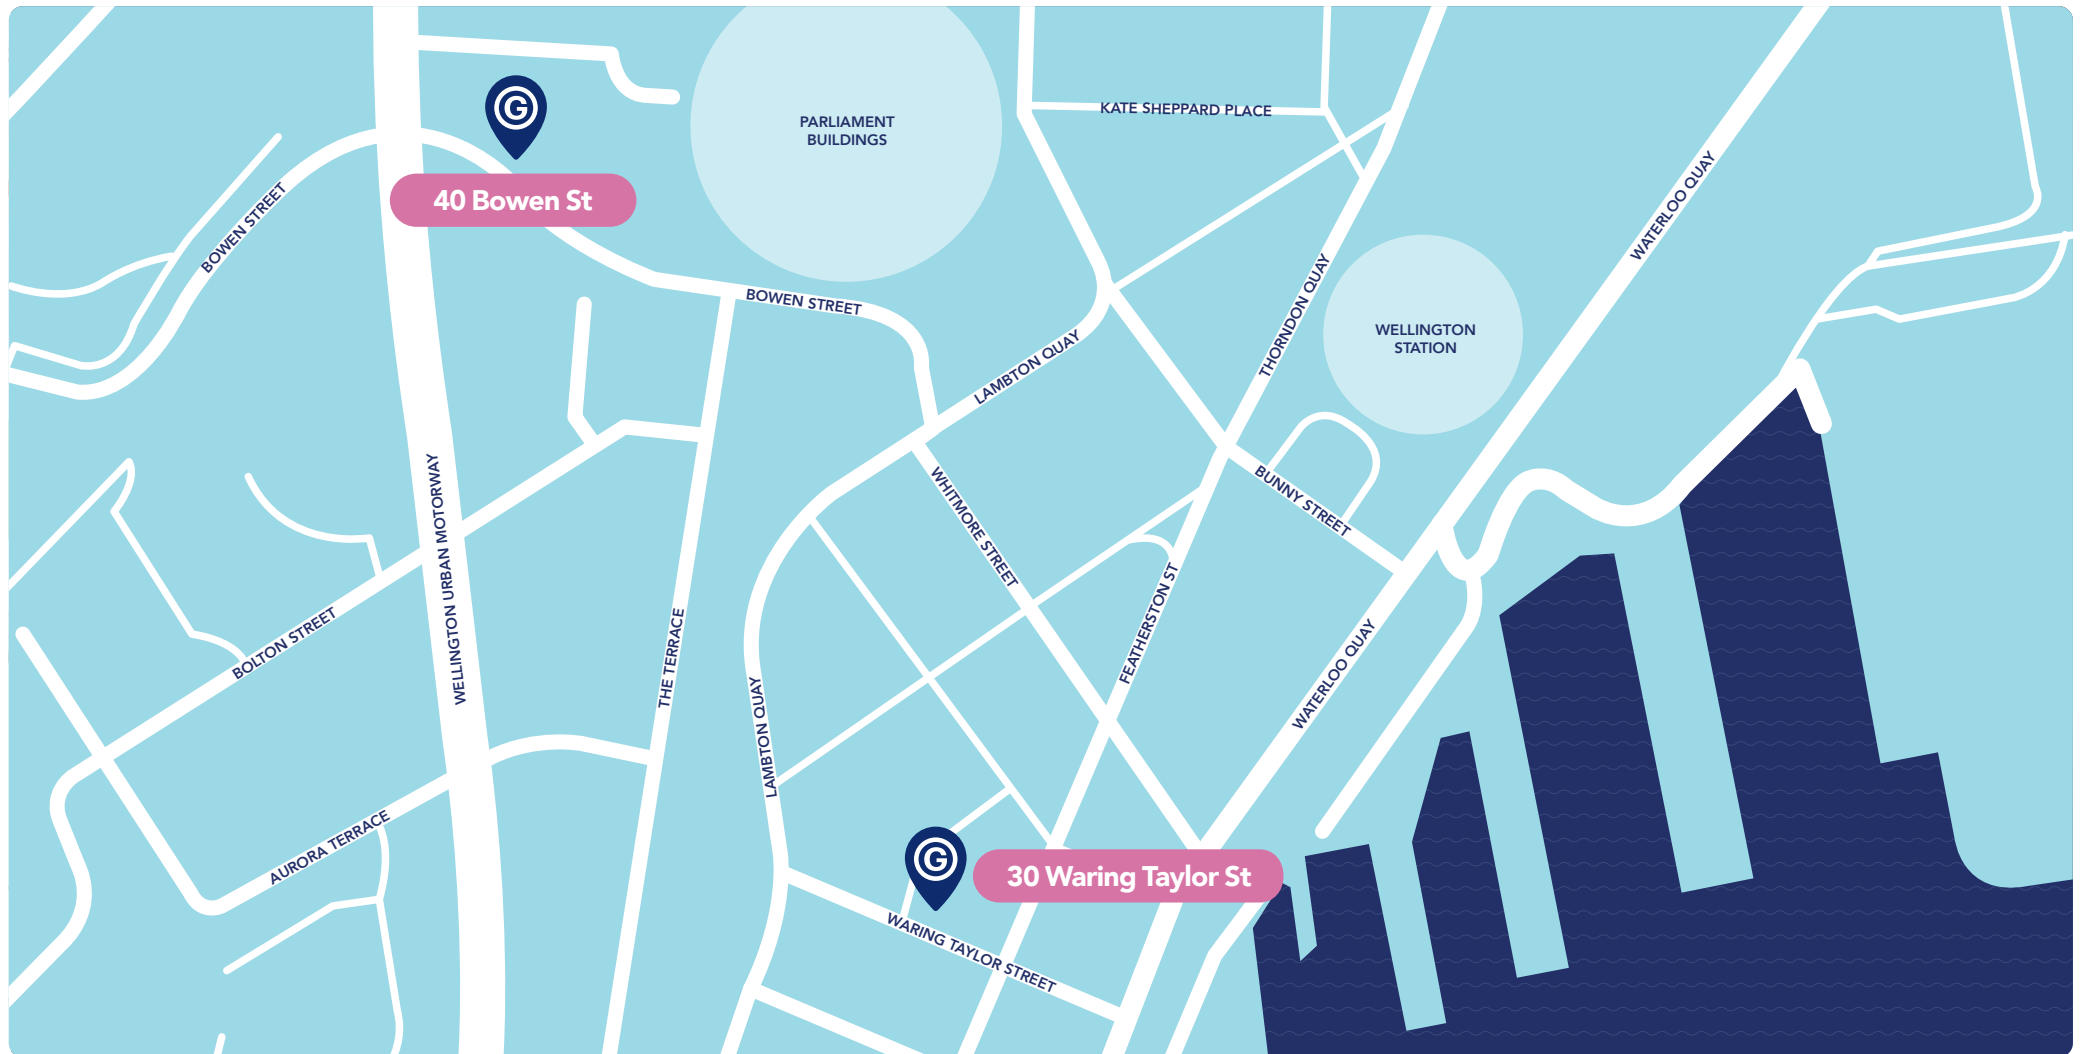 PARLIAMENT
BUILDINGS
KATE SHEPPARD PLACE
G
40 Bowen St
BOWEN STREET
WATERLOO QUAY
BOWEN STREET
THORNDON QUAY
WELLINGTON
STATION
LAMBTON QUAY
WHITMORE STREET
BUNNY STREET
WELLINGTON URBAN MOTORWAY
BOLTON STREET
THE TERRACE
FEATHERSTON ST
WATERLOO QUAY
LAMBTON QUAY
AURORA TERRACE
G
30 Waring Taylor St
WARING TAYLOR STREET